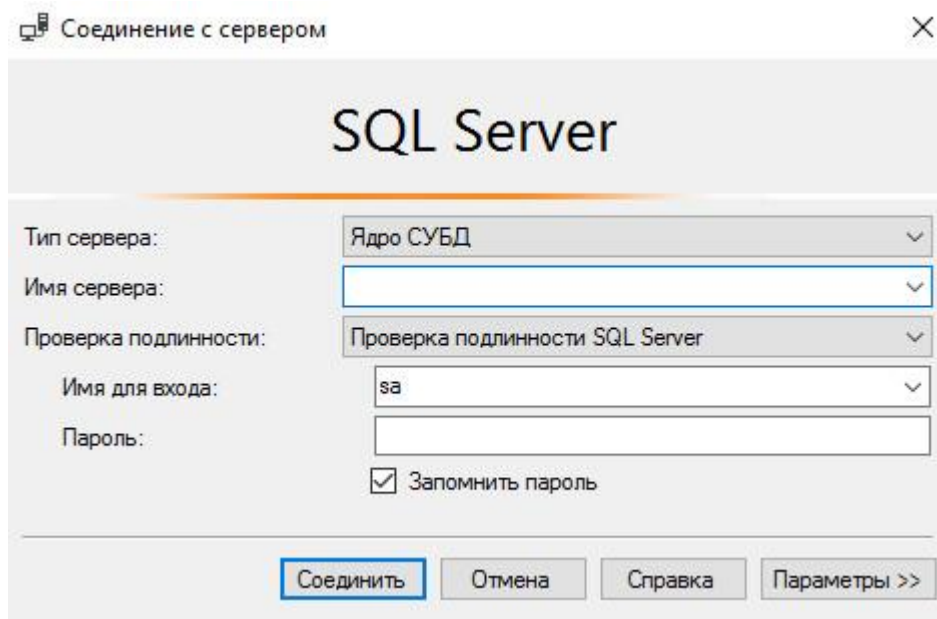 Соединение с сервером
SQL Server
Тип сервера: Ядро СУБД
Имя сервера:
Проверка подлинности: Проверка подлинности SQL Server
Имя для входа: sa
Пароль:
Запомнить пароль
Соединить Отмена Справка Параметры >>